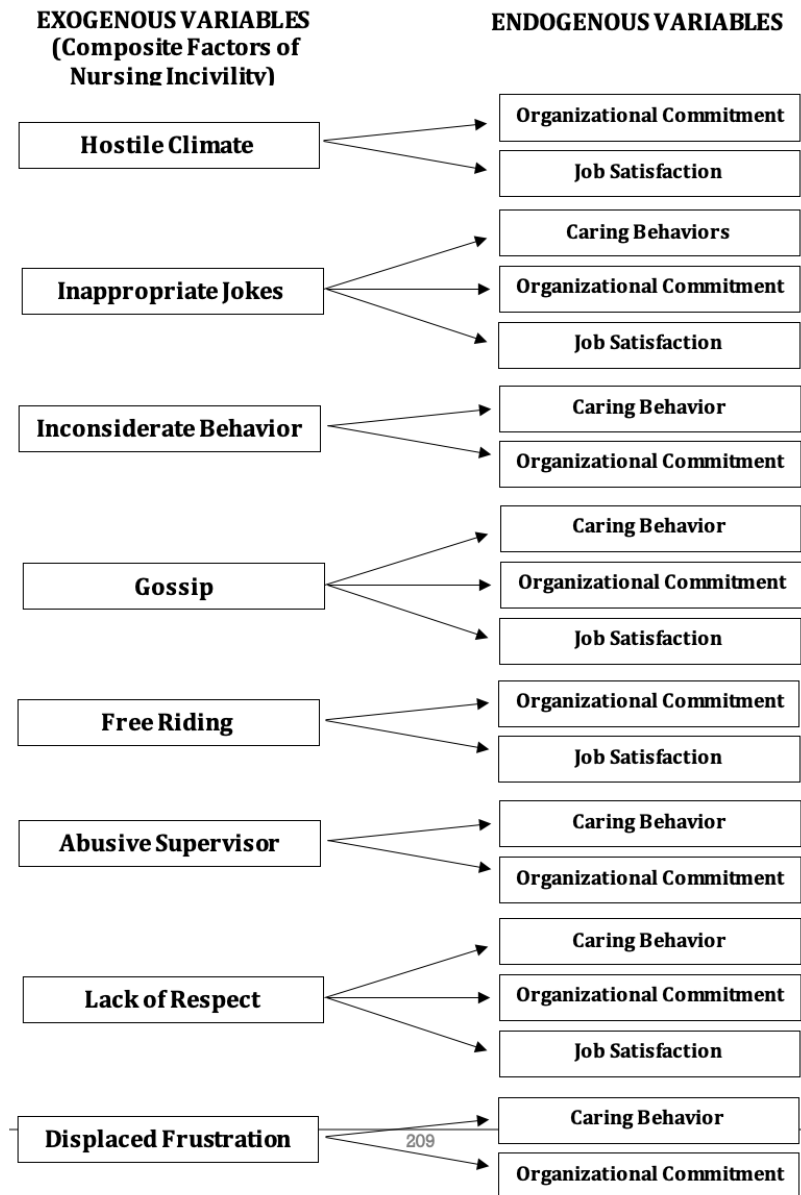 EXOGENOUS VARIABLES
(Composite Factors of
Nursing Incivility)
ENDOGENOUS VARIABLES
Hostile Climate
Organizational Commitment
Job Satisfaction
Inappropriate Jokes
Caring Behaviors
Organizational Commitment
Job Satisfaction
Inconsiderate Behavior
Caring Behavior
Organizational Commitment
Gossip
Caring Behavior
Organizational Commitment
Job Satisfaction
Free Riding
Organizational Commitment
Job Satisfaction
Abusive Supervisor
Caring Behavior
Organizational Commitment
Lack of Respect
Caring Behavior
Organizational Commitment
Job Satisfaction
Displaced Frustration
Caring Behavior
Organizational Commitment
209